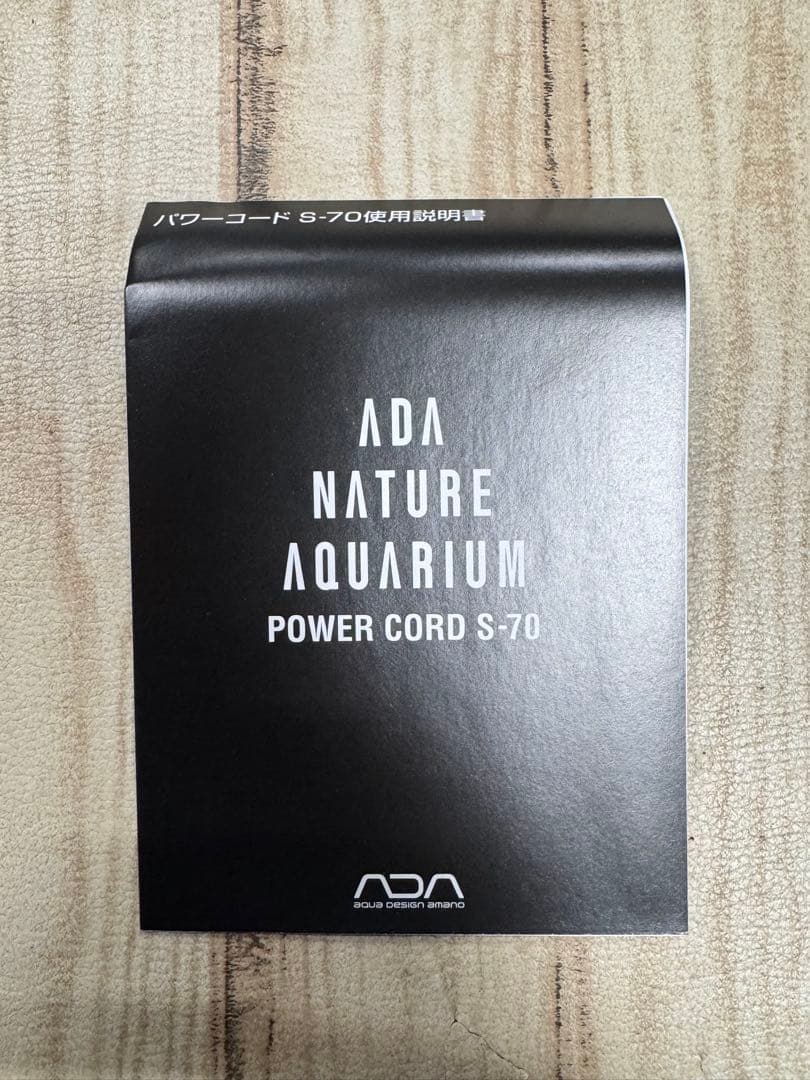 パワーコード S-70使用説明書
ADA
NATURE
AQUARIUM
POWER CORD S-70
ADA
aqua DESIGN amano